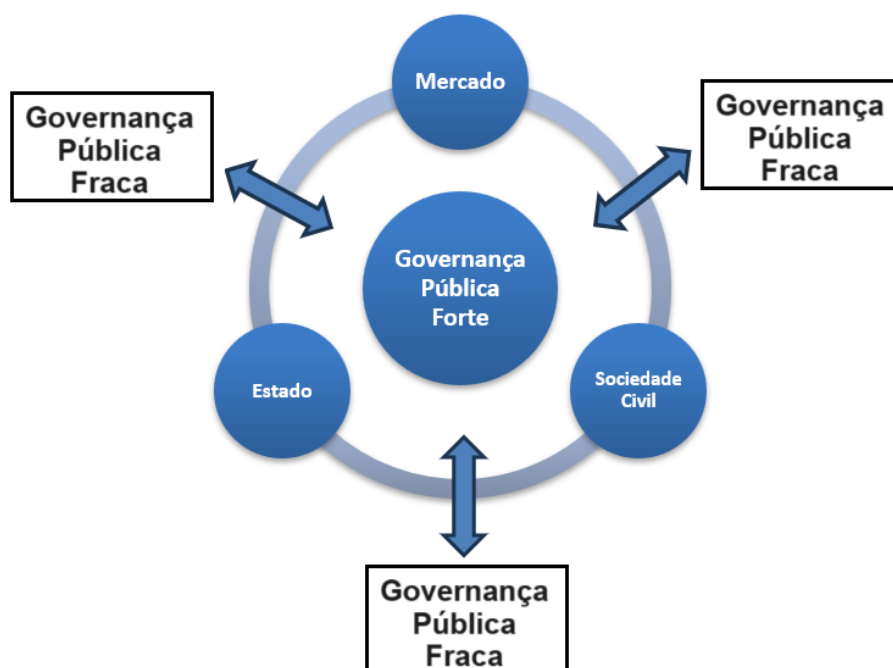 Mercado
Governança
Pública
Fraca
Governança
Pública
Fraca
Governança
Pública
Forte
Estado
Sociedade
Civil
Governança
Pública
Fraca